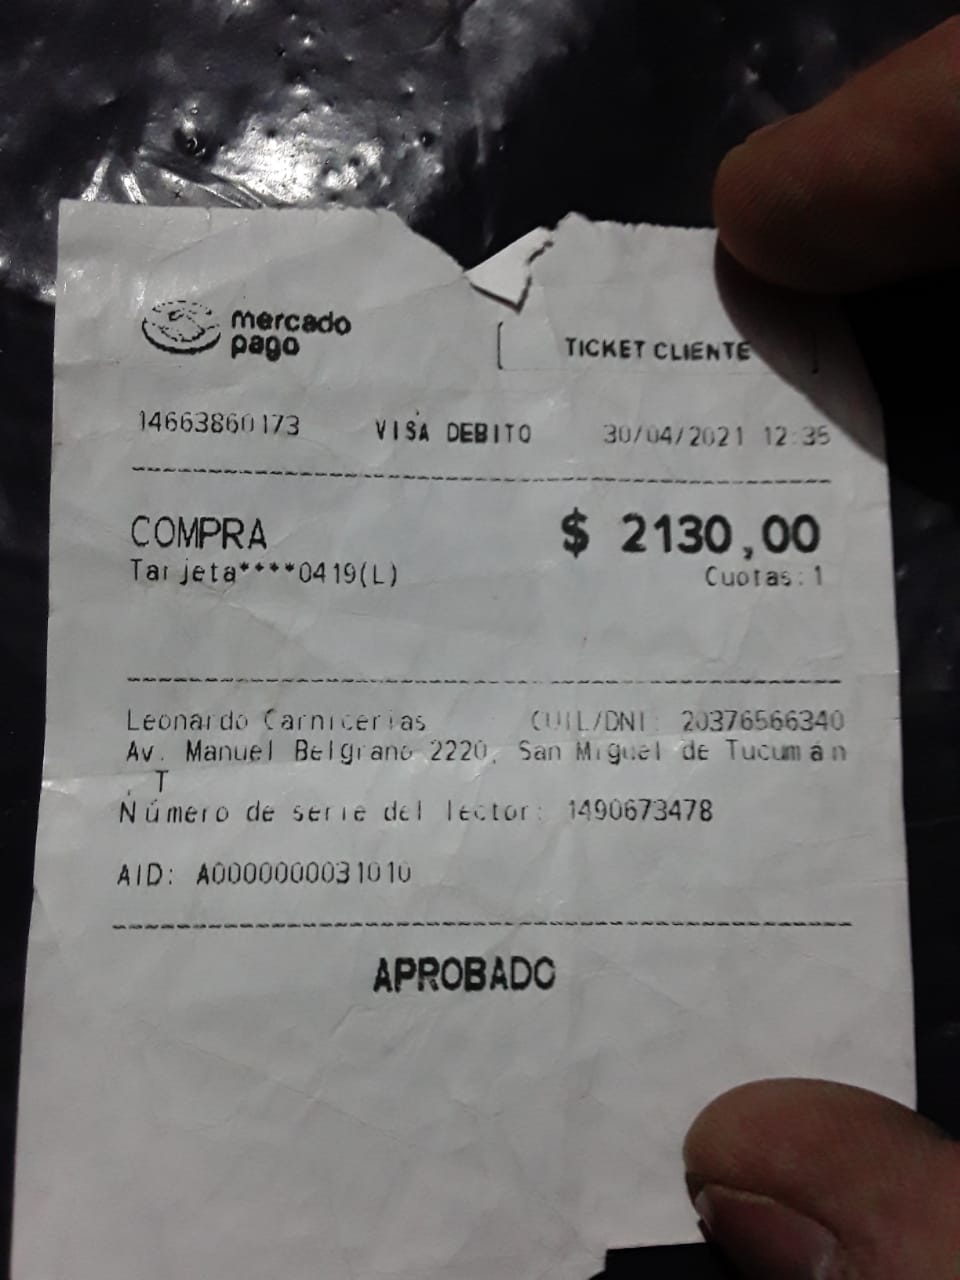 mercado
pago
TICKET CLIENTE
14663860173 VISA DEBITO 30/04/2021 12:35
COMPRA $ 2130,00
Tarjeta****0419(L) Cuotas:1
Leonardo Carnicerias CUIL/DNI: 20376566340
Av. Manuel Belgrano 2220, San Miguel de Tucumán
, T
Número de serie del lector: 1490673478
AID: A0000000031010
APROBADO